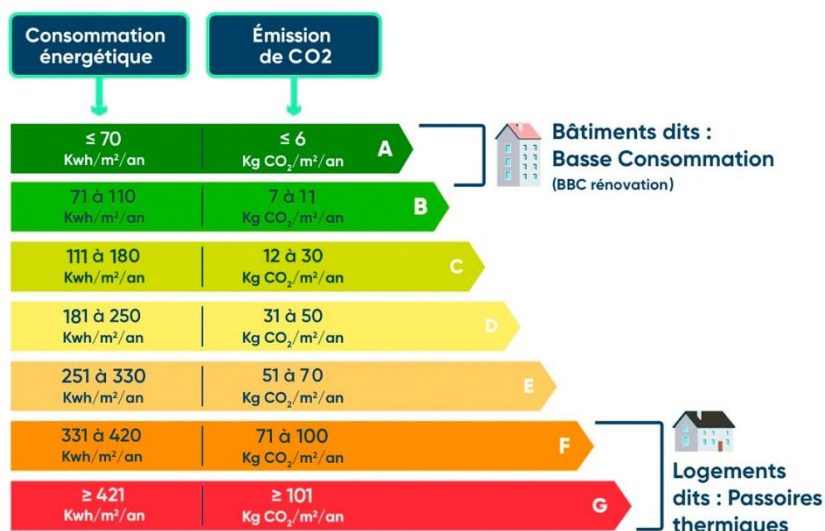 Consommation
énergétique
Émission
de CO2
≤ 70
Kwh/m²/an
≤ 6
Kg CO₂/m²/an
A
71 à 110
Kwh/m²/an
7 à 11
Kg CO₂/m²/an
B
111 à 180
Kwh/m²/an
12 à 30
Kg CO₂/m²/an
C
181 à 250
Kwh/m²/an
31 à 50
Kg CO₂/m²/an
D
251 à 330
Kwh/m²/an
51 à 70
Kg CO₂/m²/an
E
331 à 420
Kwh/m²/an
71 à 100
Kg CO₂/m²/an
F
≥ 421
Kwh/m²/an
≥ 101
Kg CO₂/m²/an
G
Bâtiments dits :
Basse Consommation
(BBC rénovation)
Logements
dits : Passoires
thermiques